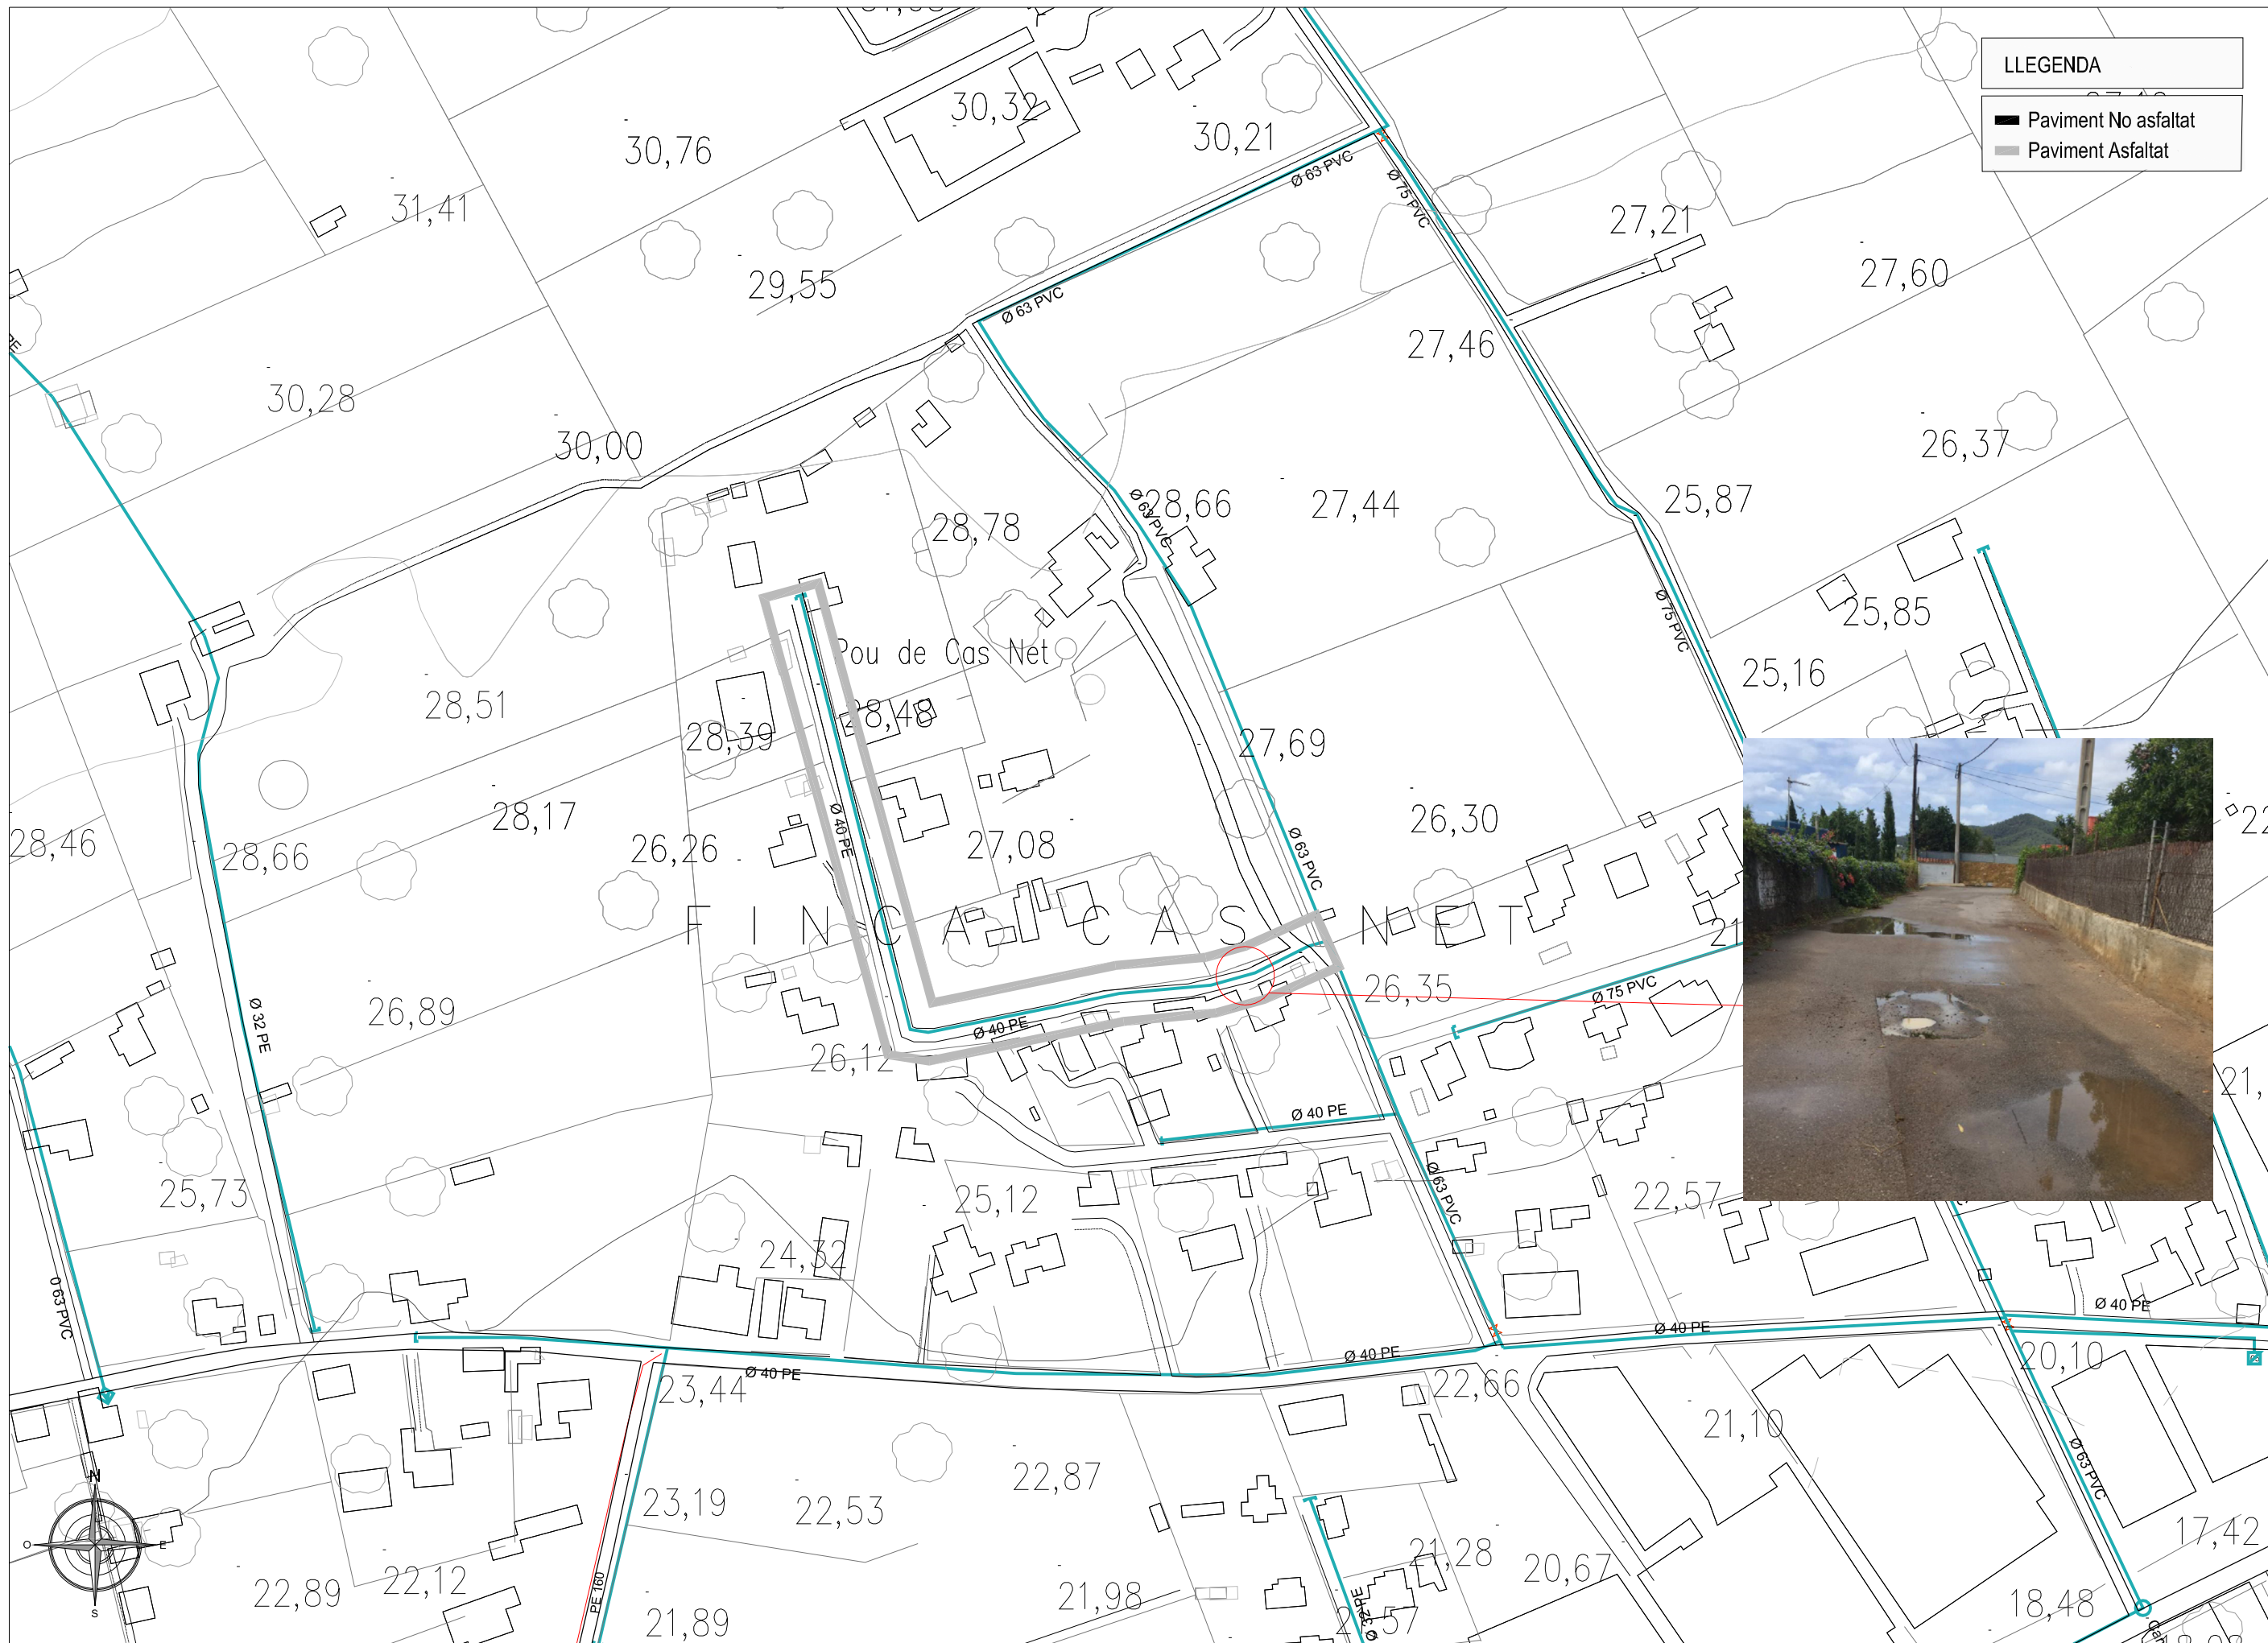 LLEGENDA
Paviment No asfaltat
Paviment Asfaltat
30,32
30,76
30,21
Ø 63 PVC
Ø 75 PVC
31,41
27,21
27,60
29,55
Ø 63 PVC
27,46
30,28
30,00
26,37
28,66
Ø 63 PVC
27,44
25,87
28,78
Ø 75 PVC
25,85
Pou de Cas Net
25,16
28,51
28,48
28,39
27,69
28,17
26,30
28,46
28,66
26,26
Ø 40 PE
27,08
Ø 63 PVC
FINCA CAS NET
26,35
Ø 75 PVC
26,89
Ø 32 PE
Ø 40 PE
26,12
Ø 40 PE
25,73
25,12
Ø 63 PVC
22,57
24,32
Ø 63 PVC
Ø 40 PE
Ø 40 PE
Ø 40 PE
20,10
Ø 40 PE
23,44
22,66
21,10
Ø 63 PVC
22,87
N
23,19
22,53
17,42
O
E
21,28
20,67
22,89
22,12
PE 160
21,98
Ø 32 PE
18,48
S
21,89